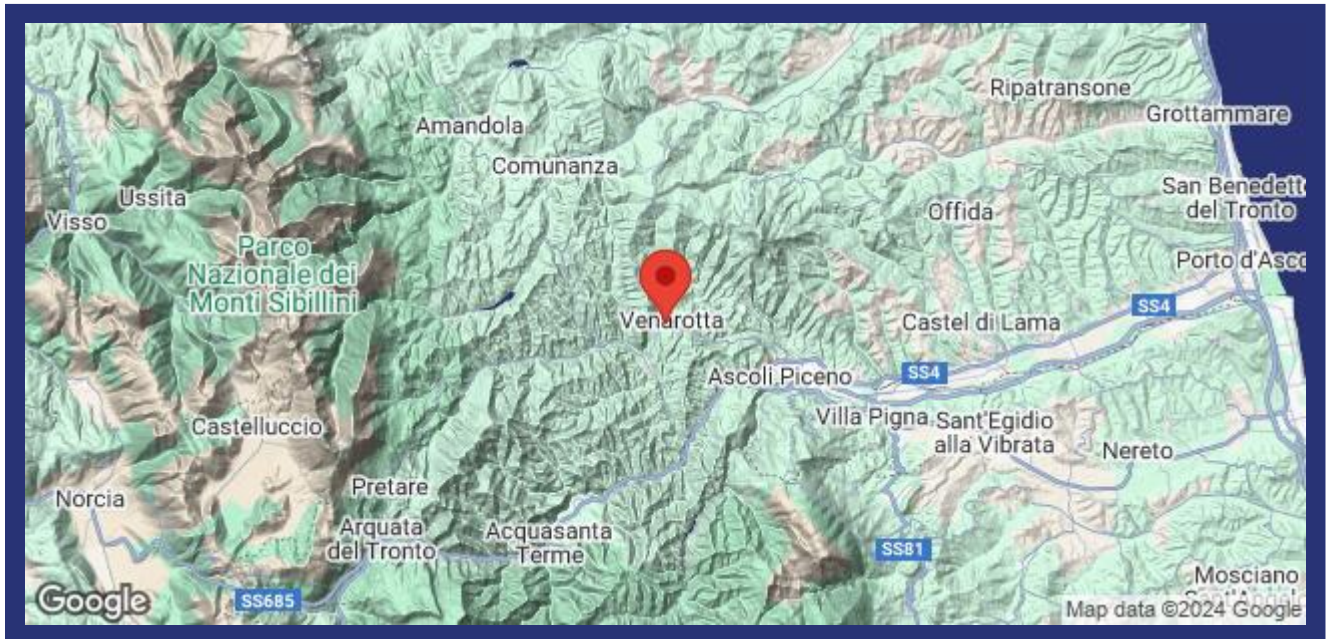 Ripatransone
Grottammare
Amandola
Comunanza
Ussita
Visso
San Benedett
del Tronto
Offida
Parco
Nazionale dei
Monti Sibillini
Porto d'Asco
SS4
Venarotta
Castel di Lama
Ascoli Piceno
SS4
Castelluccio
Villa Pigna
Sant'Egidio
alla Vibrata
Nereto
Pretare
Norcia
Arquata
del Tronto
Acquasanta
Terme
SS81
Mosciano
SS685
Google
Map data ©2024 Google